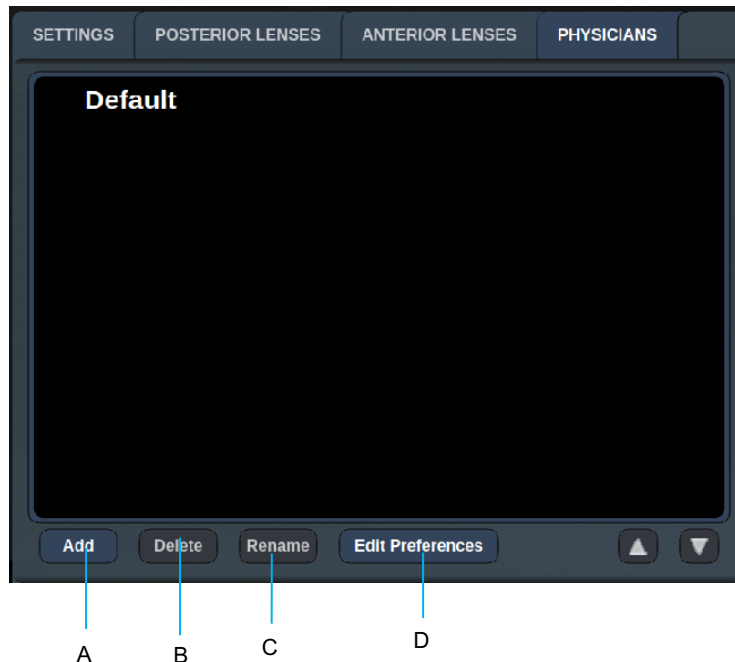 SETTINGS POSTERIOR LENSES ANTERIOR LENSES PHYSICIANS
Default
Add Delete Rename Edit Preferences
A B C D